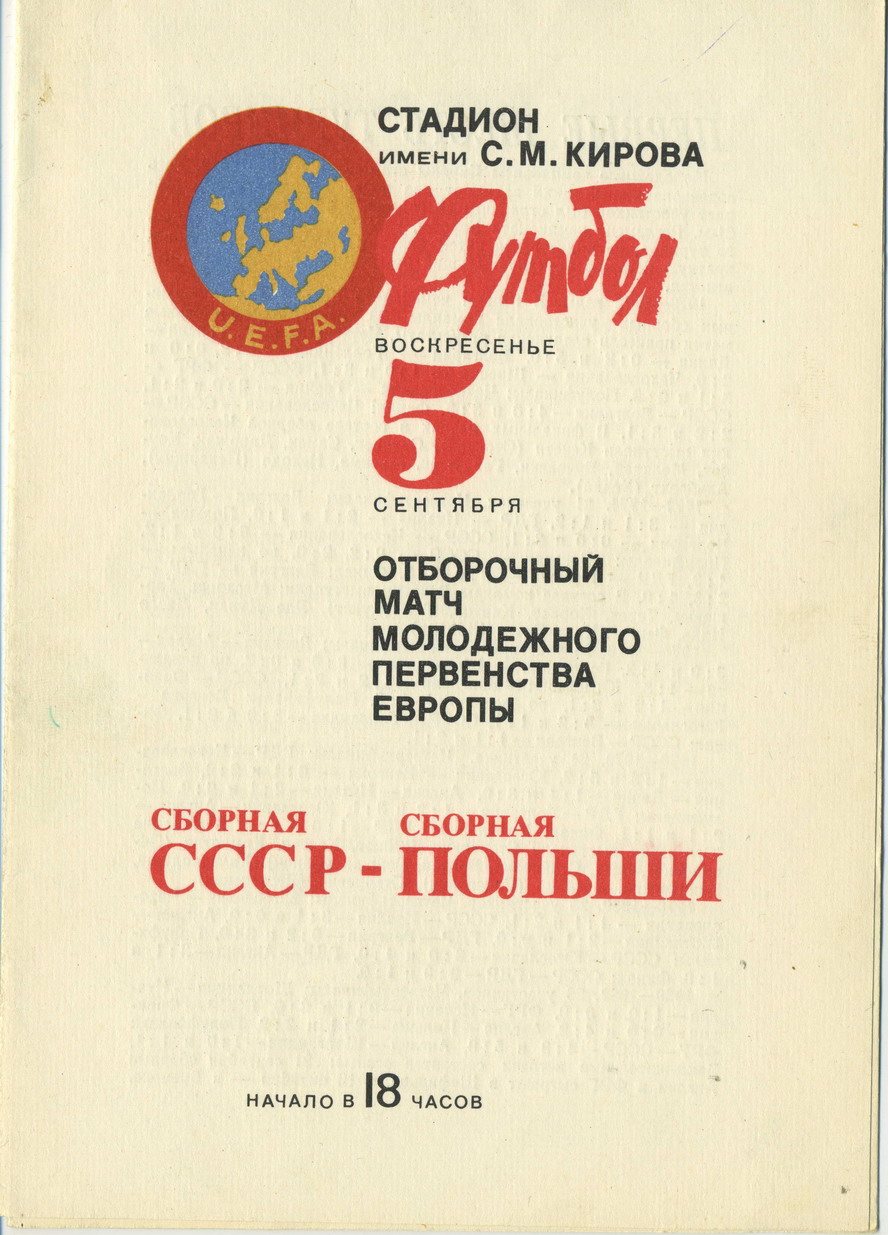 СТАДИОН
ИМЕНИ С. М. КИРОВА
Футбол
U.E.F.A.
ВОСКРЕСЕНЬЕ
5
СЕНТЯБРЯ
ОТБОРОЧНЫЙ
МАТЧ
МОЛОДЕЖНОГО
ПЕРВЕНСТВА
ЕВРОПЫ
СБОРНАЯ СБОРНАЯ
СССР - ПОЛЬШИ
НАЧАЛО В 18 ЧАСОВ